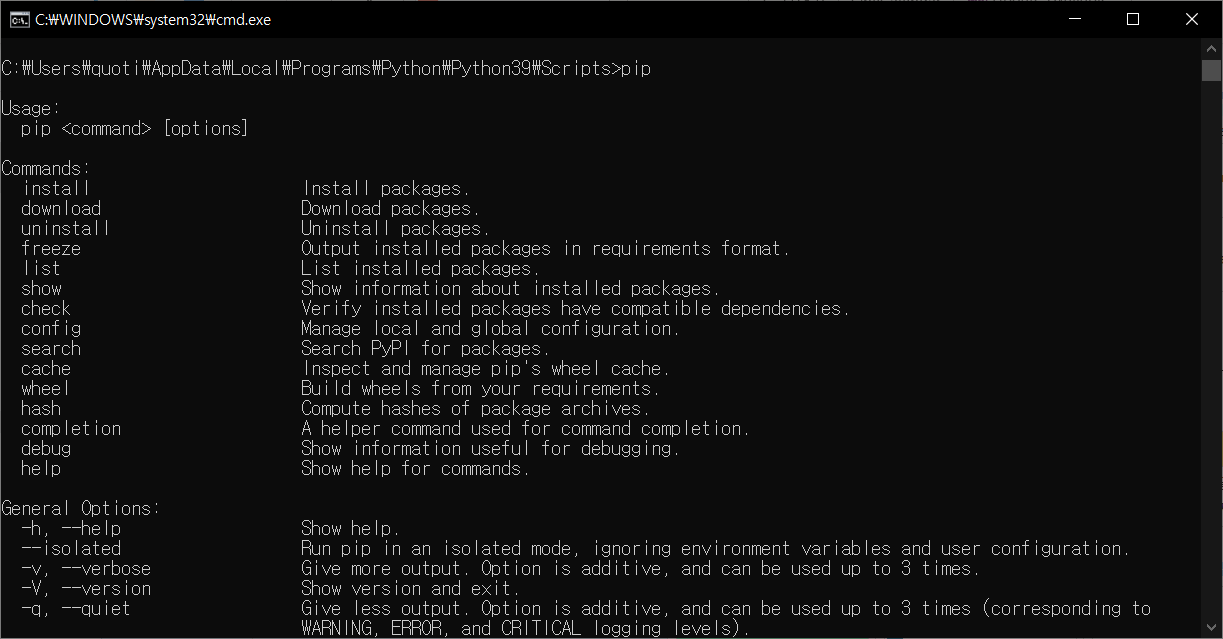 C:\WINDOWS\system32\cmd.exe
C:₩Users₩quoti₩AppData₩Local₩Programs₩Python₩Python39₩Scripts>pip
Usage:
pip <command> [options]
Commands:
install Install packages.
download Download packages.
uninstall Uninstall packages.
freeze Output installed packages in requirements format.
list List installed packages.
show Show information about installed packages.
check Verify installed packages have compatible dependencies.
config Manage local and global configuration.
search Search PyPI for packages.
cache Inspect and manage pip's wheel cache.
wheel Build wheels from your requirements.
hash Compute hashes of package archives.
completion A helper command used for command completion.
debug Show information useful for debugging.
help Show help for commands.
General Options:
-h, --help Show help.
--isolated Run pip in an isolated mode, ignoring environment variables and user configuration.
-v, --verbose Give more output. Option is additive, and can be used up to 3 times.
-V, --version Show version and exit.
-q, --quiet Give less output. Option is additive, and can be used up to 3 times (corresponding to
WARNING, ERROR, and CRITICAL logging levels).